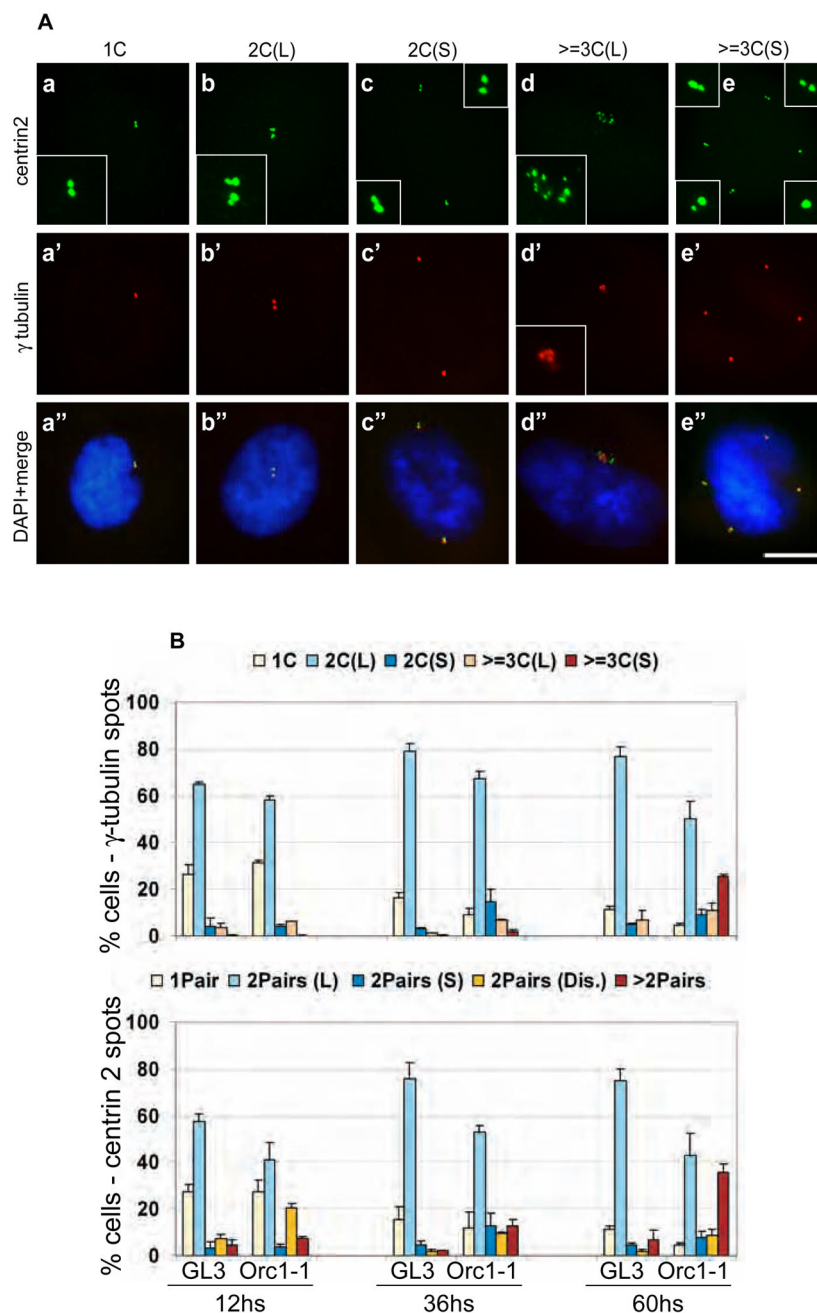 A
1C 2C(L) 2C(S) >=3C(L) >=3C(S)
centrin2
a b c d e
γ tubulin
a’ b’ c’ d’ e’
DAPI+merge
a’’ b’’ c’’ d’’ e’’
B
1C 2C(L) 2C(S) >=3C(L) >=3C(S)
% cells - γ-tubulin spots
100
80
60
40
20
0
1Pair 2Pairs (L) 2Pairs (S) 2Pairs (Dis.) >2Pairs
% cells - centrin 2 spots
100
80
60
40
20
0
GL3 Orc1-1 GL3 Orc1-1 GL3 Orc1-1
12hs 36hs 60hs